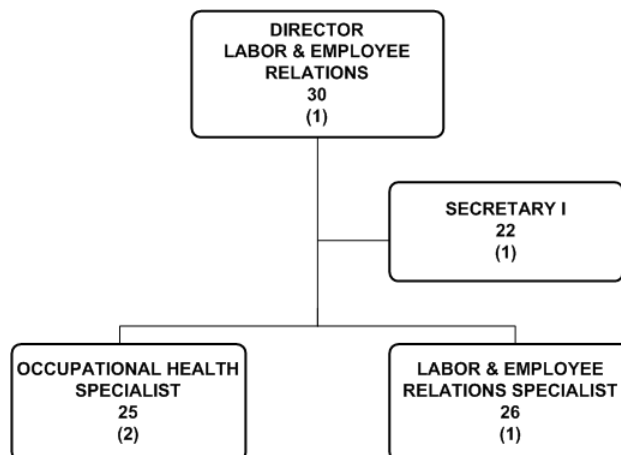 DIRECTOR
LABOR & EMPLOYEE
RELATIONS
30
(1)
SECRETARY I
22
(1)
OCCUPATIONAL HEALTH
SPECIALIST
25
(2)
LABOR & EMPLOYEE
RELATIONS SPECIALIST
26
(1)